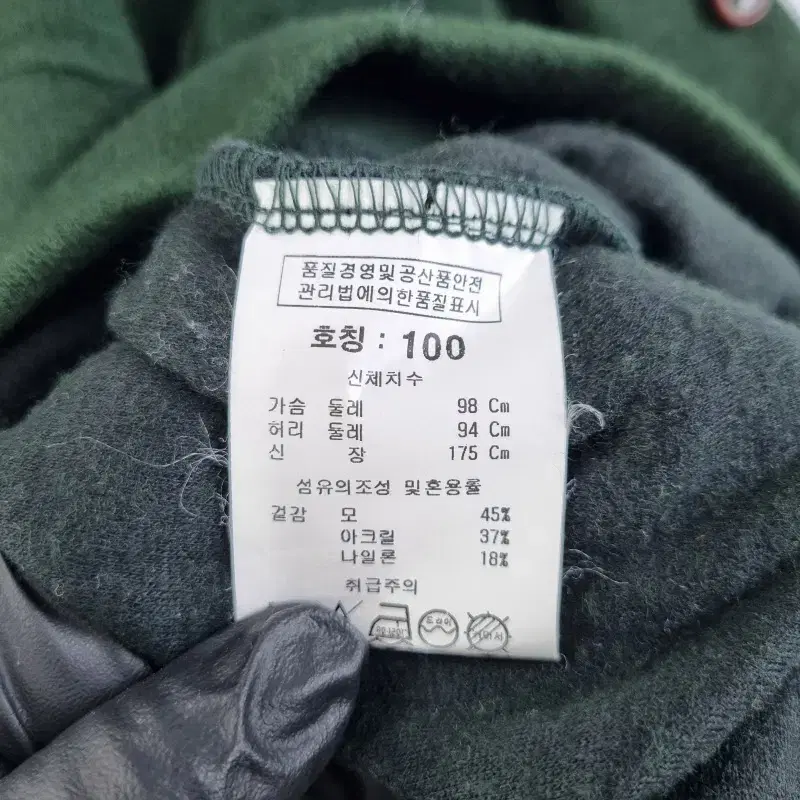 품질경영및공산품안전
관리법에의한품질표시
호칭 : 100
신체치수
가슴 둘레 98 Cm
허리 둘레 94 Cm
신 장 175 Cm
섬유의조성 및혼용률
겉감 모 45%
아크릴 37%
나일론 18%
취급주의
드라이